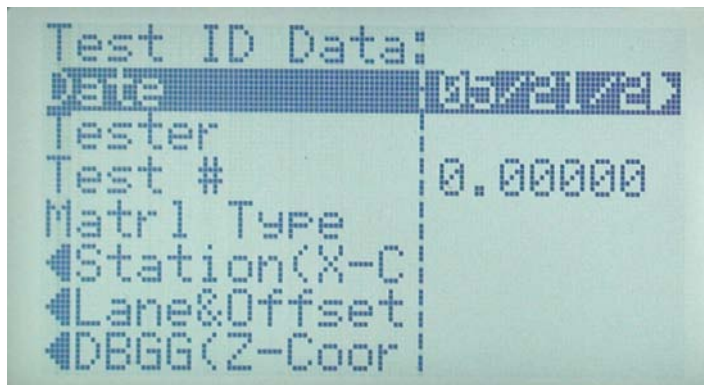 Test ID Data:
Date 05/21/2
Tester
Test # 0.00000
Matrl Type
Station(X-C
Lane&Offset
DBGG(Z-Coor